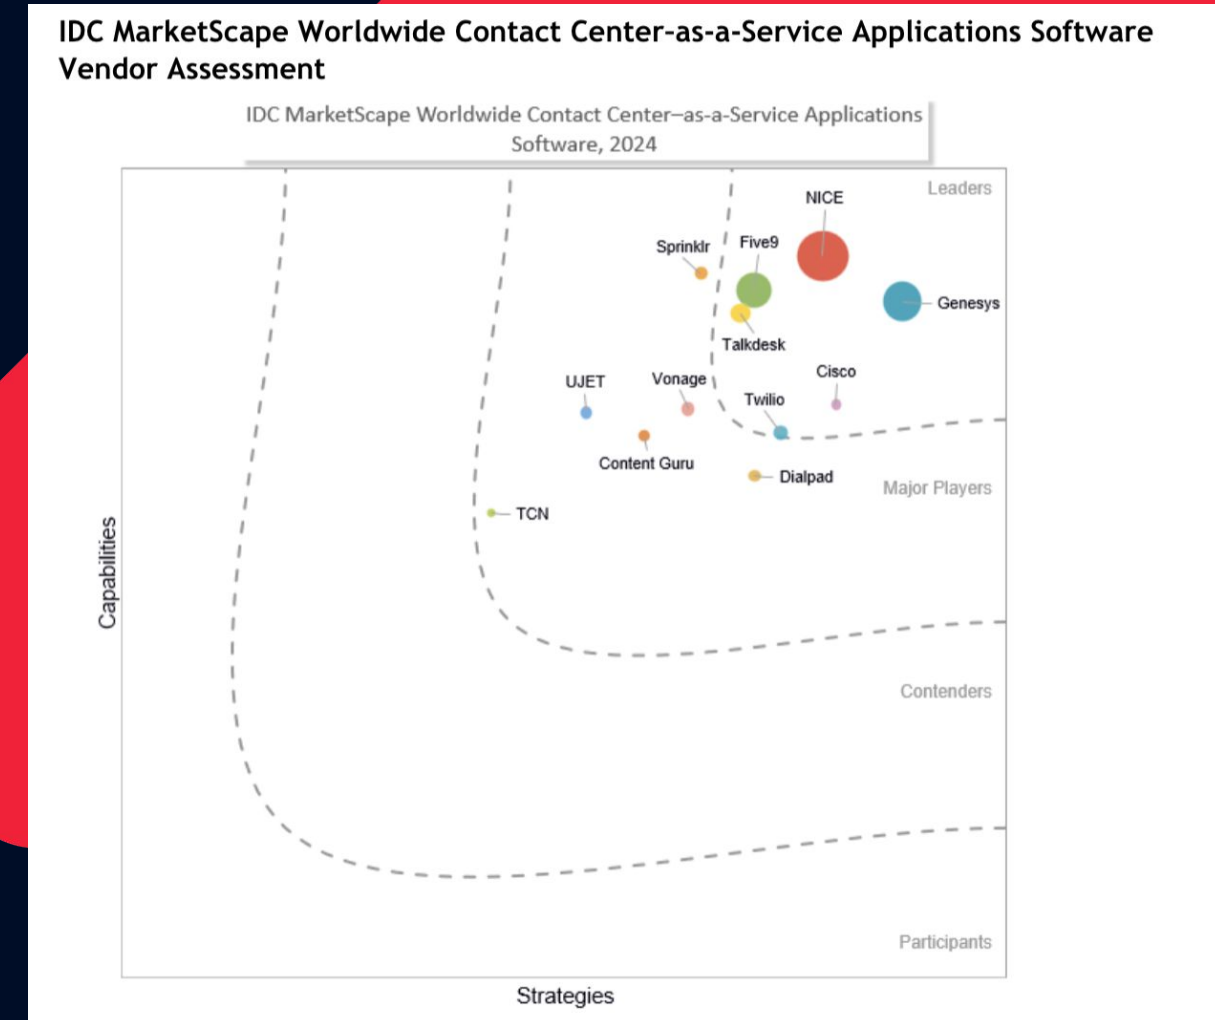 IDC MarketScape Worldwide Contact Center-as-a-Service Applications Software
Vendor Assessment
IDC MarketScape Worldwide Contact Center–as-a-Service Applications
Software, 2024
Leaders
NICE
Sprinklr
Five9
Genesys
Talkdesk
Cisco
UJET
Vonage
Twilio
Content Guru
Dialpad
Major Players
TCN
Capabilities
Contenders
Participants
Strategies